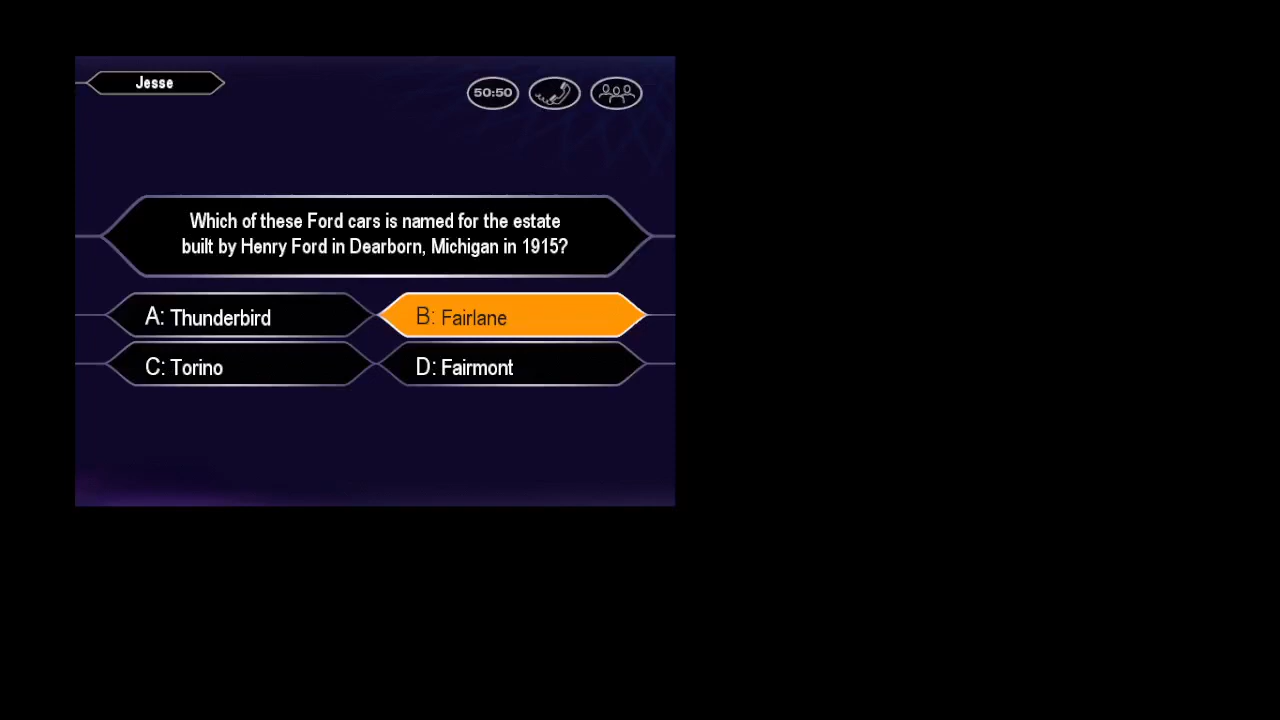 Jesse
50:50
Which of these Ford cars is named for the estate
built by Henry Ford in Dearborn, Michigan in 1915?
A: Thunderbird
B: Fairlane
C: Torino
D: Fairmont